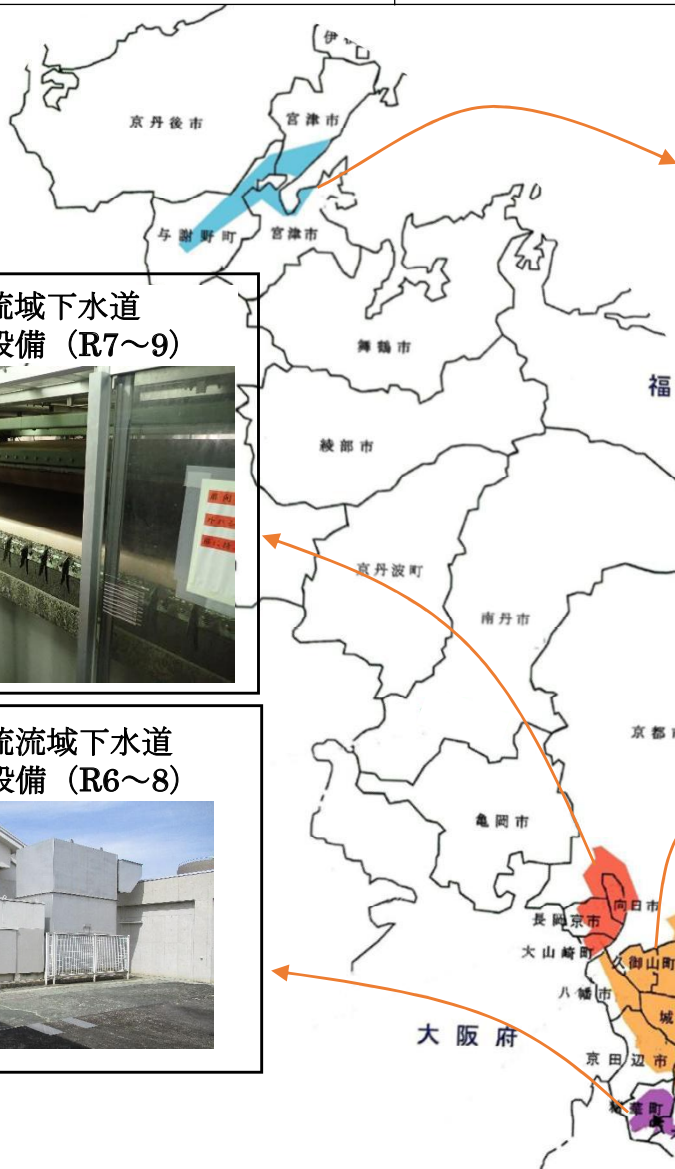 伊
京丹後市
宮津市
与謝野町
宮津市
流域下水道
設備（R7～9）
舞鶴市
福
綾部市
京丹波町
南丹市
流流域下水道
設備（R6～8）
京都
亀岡市
向日市
長岡京市
大山崎町
久御山町
八幡市
城
大阪府
京田辺市
精華町